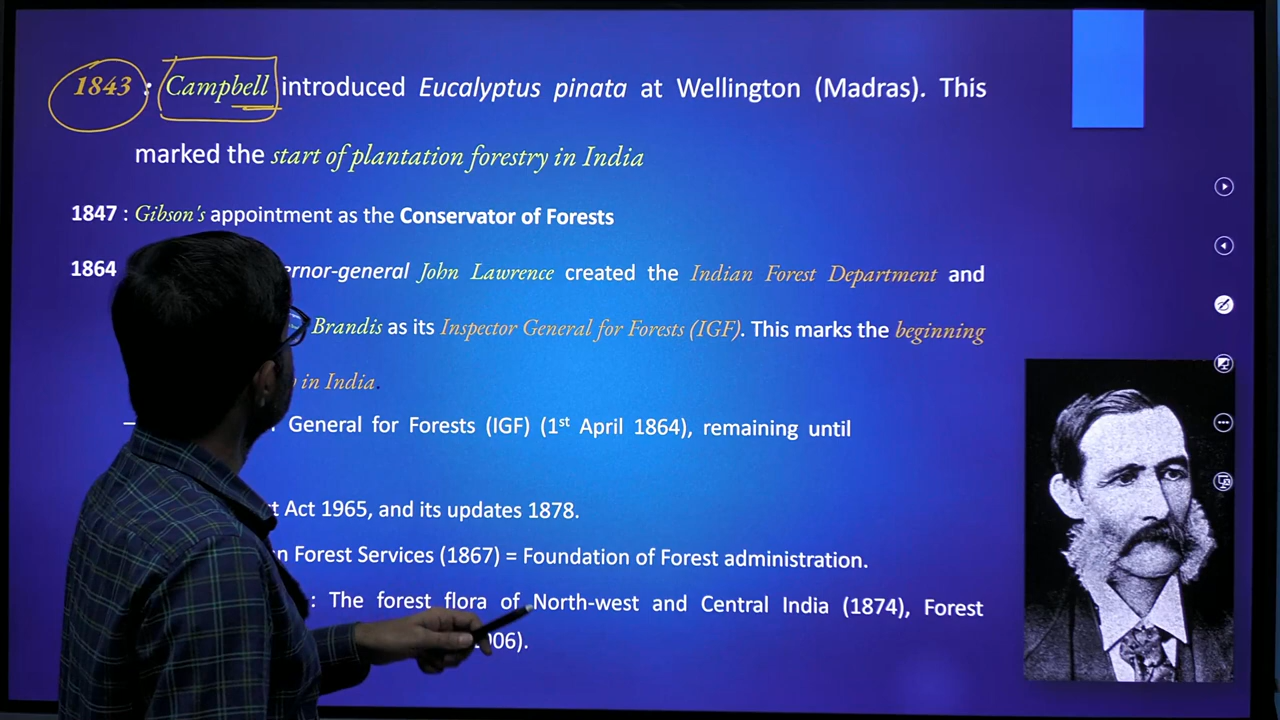 1843 : Campbell introduced Eucalyptus pinata at Wellington (Madras). This
marked the start of plantation forestry in India
1847 : Gibson's appointment as the Conservator of Forests
1864 John Lawrence created the Indian Forest Department and
Brandis as its Inspector General for Forests (IGF). This marks the beginning
in India.
General for Forests (IGF) (1st April 1864), remaining until
Act 1965, and its updates 1878.
Forest Services (1867) = Foundation of Forest administration.
: The forest flora of North-west and Central India (1874), Forest